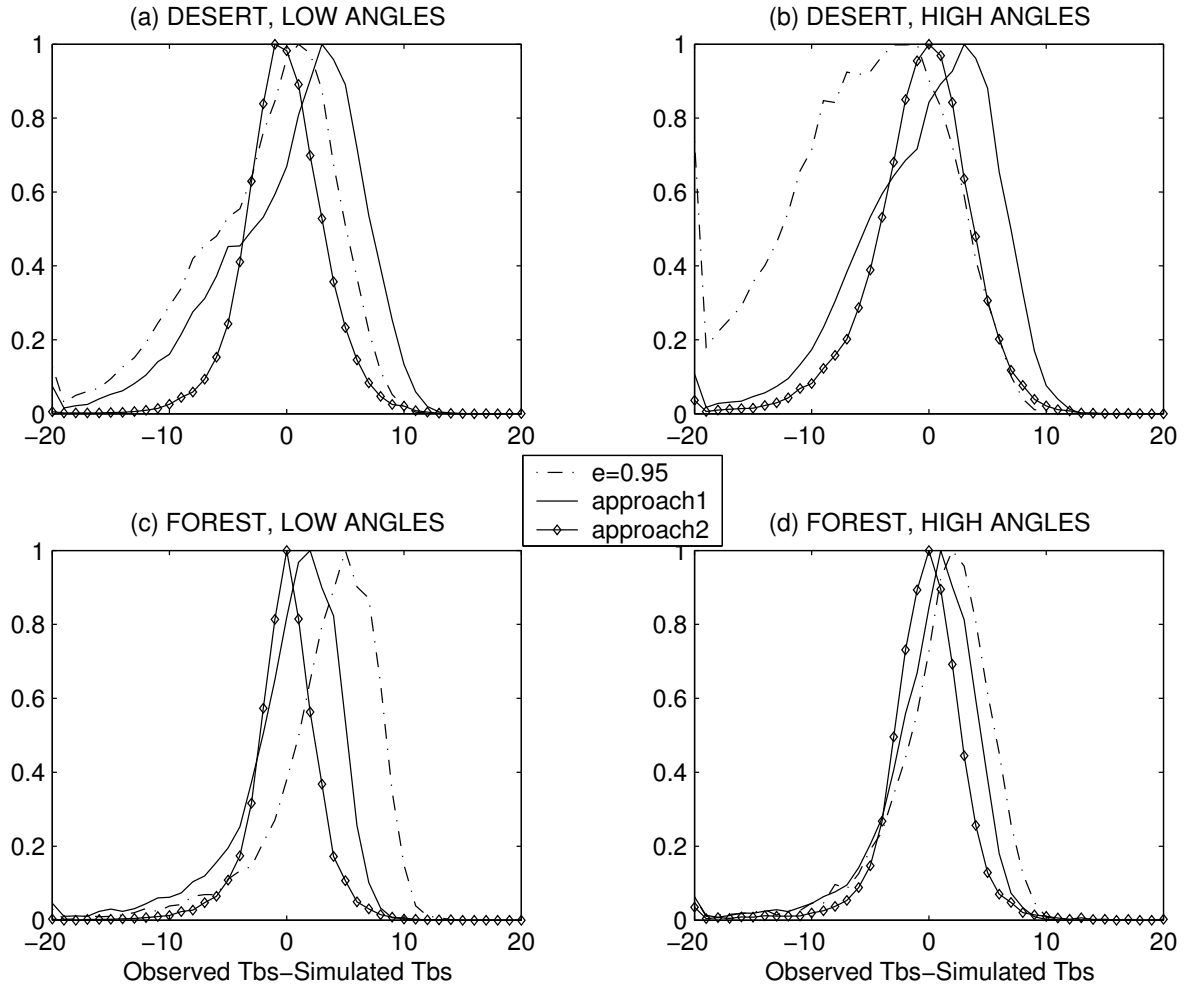 (a) DESERT, LOW ANGLES
1
0.8
0.6
0.4
0.2
0
−20 −10 0 10 20
(b) DESERT, HIGH ANGLES
1
0.8
0.6
0.4
0.2
0
−20 −10 0 10 20
e=0.95
approach1
approach2
(c) FOREST, LOW ANGLES
1
0.8
0.6
0.4
0.2
0
−20 −10 0 10 20
Observed Tbs−Simulated Tbs
(d) FOREST, HIGH ANGLES
1
0.8
0.6
0.4
0.2
0
−20 −10 0 10 20
Observed Tbs−Simulated Tbs